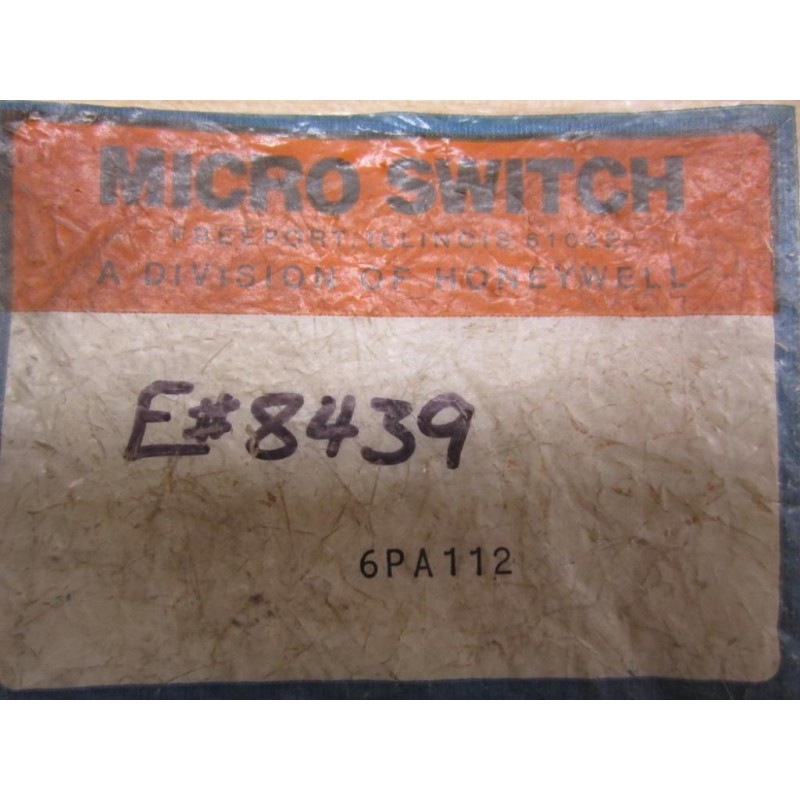 MICRO SWITCH
FREEPORT, ILLINOIS 61032
A DIVISION OF HONEYWELL
E#8439
6PA112